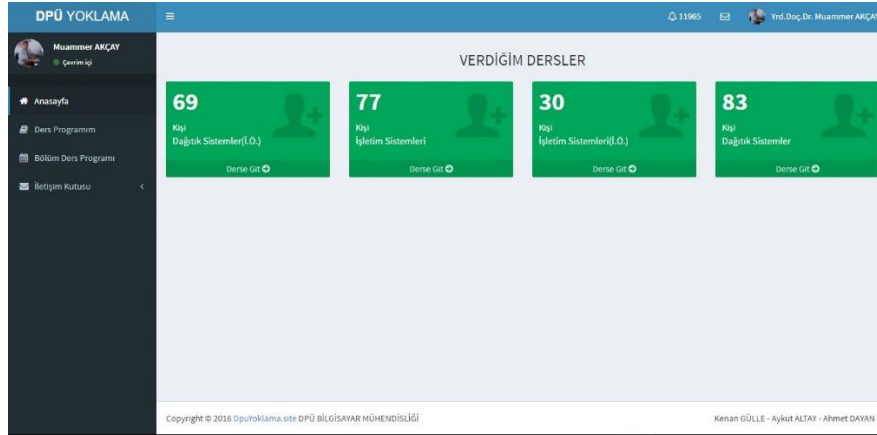 DPÜ YOKLAMA
11965
Yrd.Doç.Dr. Muammer AKÇAY
Muammer AKÇAY
Çevrim içi
Anasayfa
Ders Programım
Bölüm Ders Programı
İletişim Kutusu
VERDİĞİM DERSLER
69
Kişi
Dağıtık Sistemler(İ.Ö.)
Derse Git
77
Kişi
İşletim Sistemleri
Derse Git
30
Kişi
İşletim Sistemleri(İ.Ö.)
Derse Git
83
Kişi
Dağıtık Sistemler
Derse Git
Copyright © 2016 DpuYoklama.site DPÜ BİLGİSAYAR MÜHENDİSLİĞİ
Kenan GÜLLE - Aykut ALTAY - Ahmet DAYAN